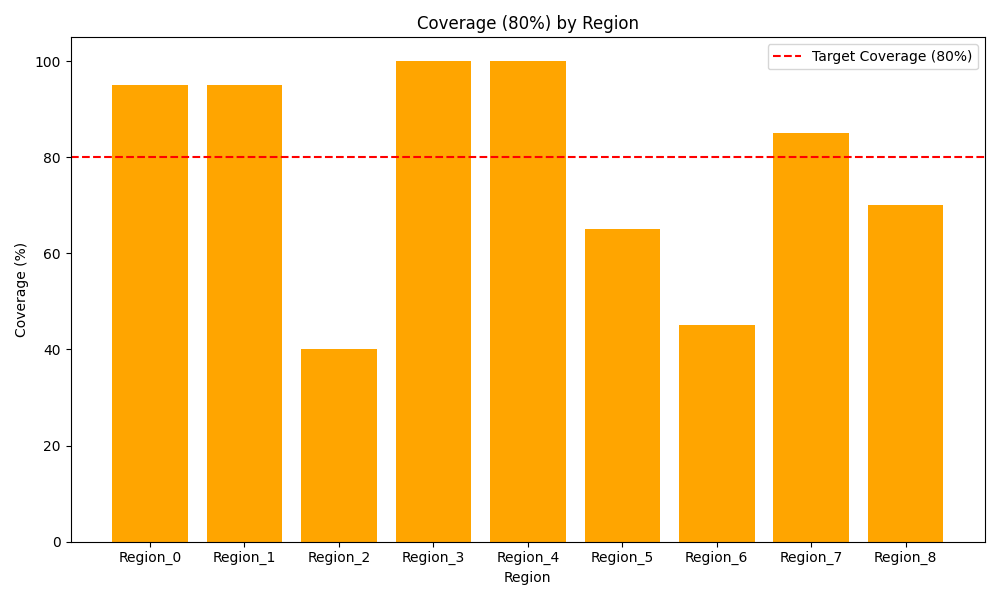 Coverage (80%) by Region
Target Coverage (80%)
Coverage (%)
100
80
60
40
20
0
Region_0 Region_1 Region_2 Region_3 Region_4 Region_5 Region_6 Region_7 Region_8
Region